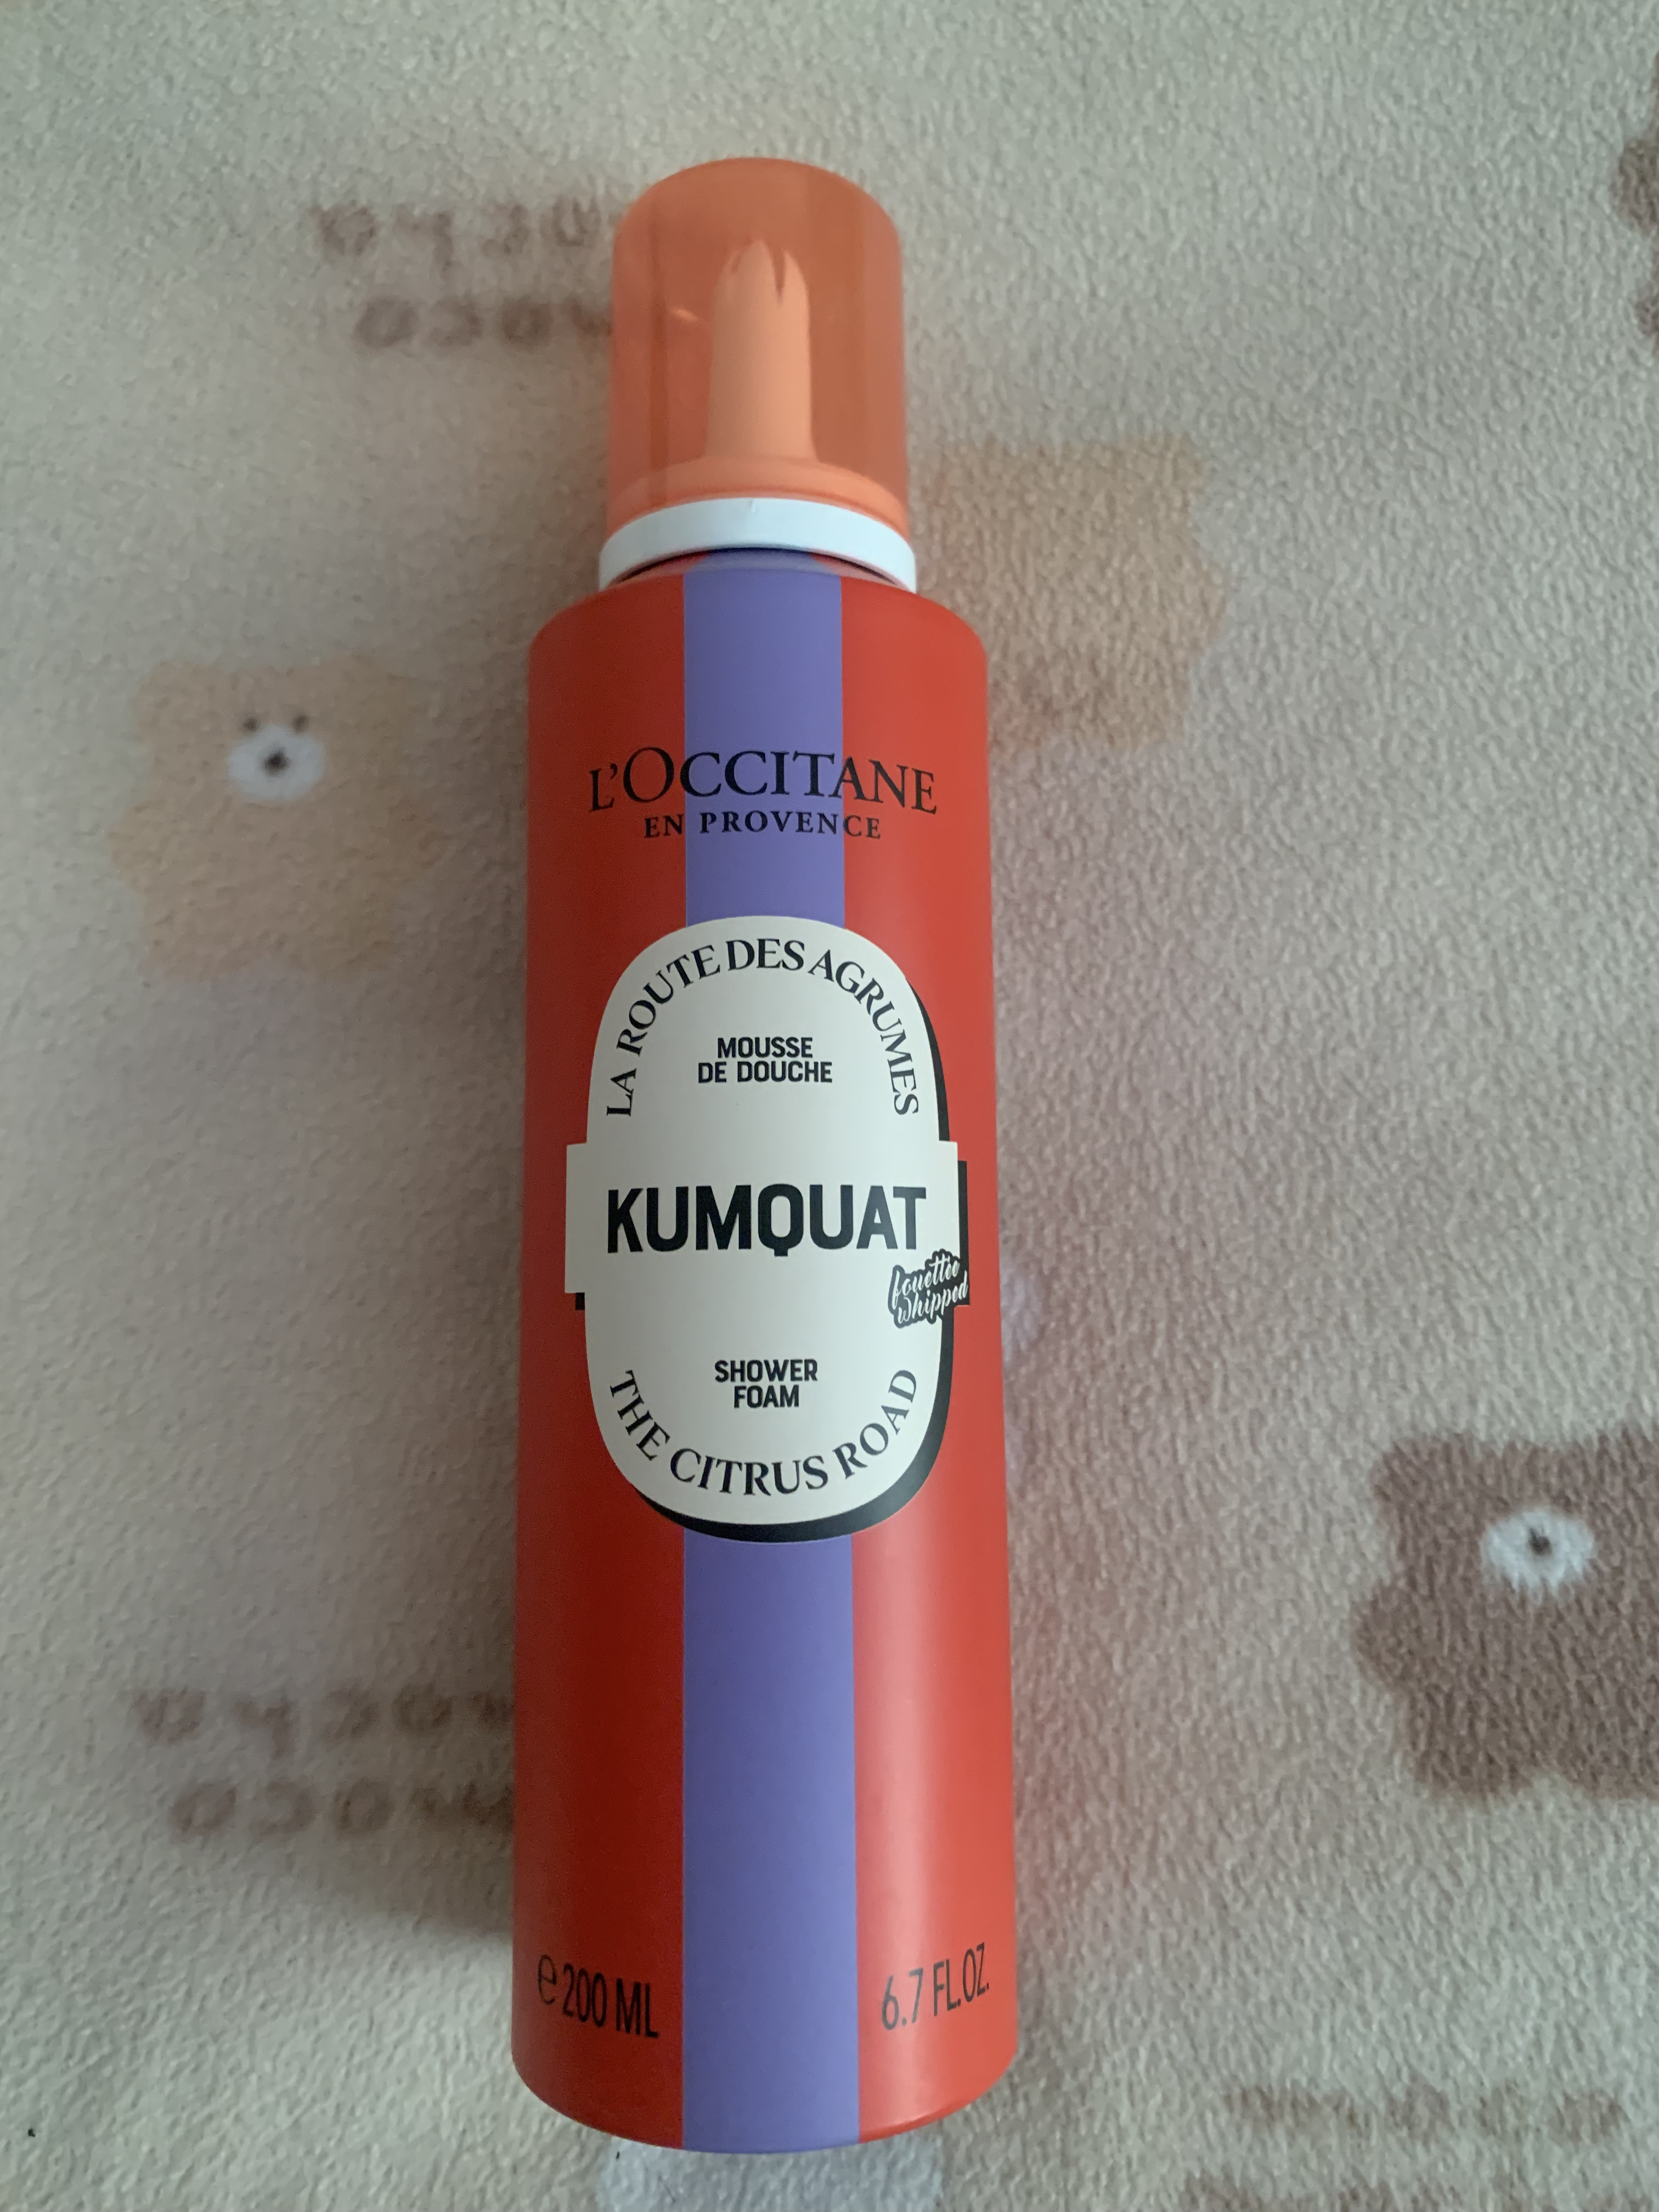 L'OCCITANE
EN PROVENCE
LA ROUTE DES AGRUMES
MOUSSE
DE DOUCHE
KUMQUAT
fouettée
whipped
SHOWER
FOAM
THE CITRUS ROAD
e 200 ML
6.7 FL.OZ.